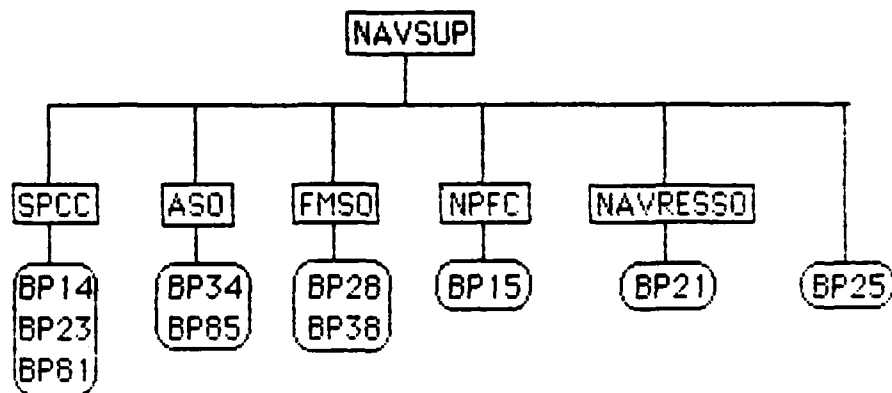 NAVSUP
SPCC ASO FMSO NPFC NAVRESSO
BP14 BP34 BP28 BP15 BP21 BP25
BP23 BP85 BP38
BP81